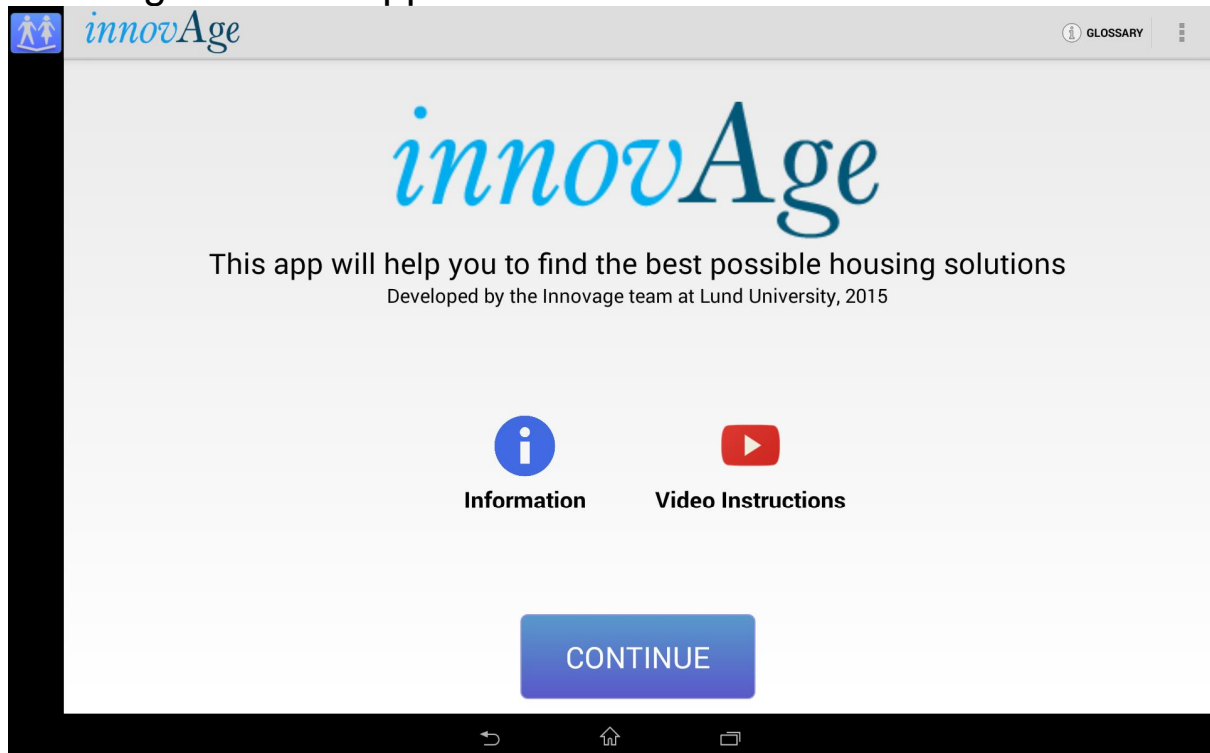 innovAge
GLOSSARY
innovAge
This app will help you to find the best possible housing solutions
Developed by the Innovage team at Lund University, 2015
Information
Video Instructions
CONTINUE